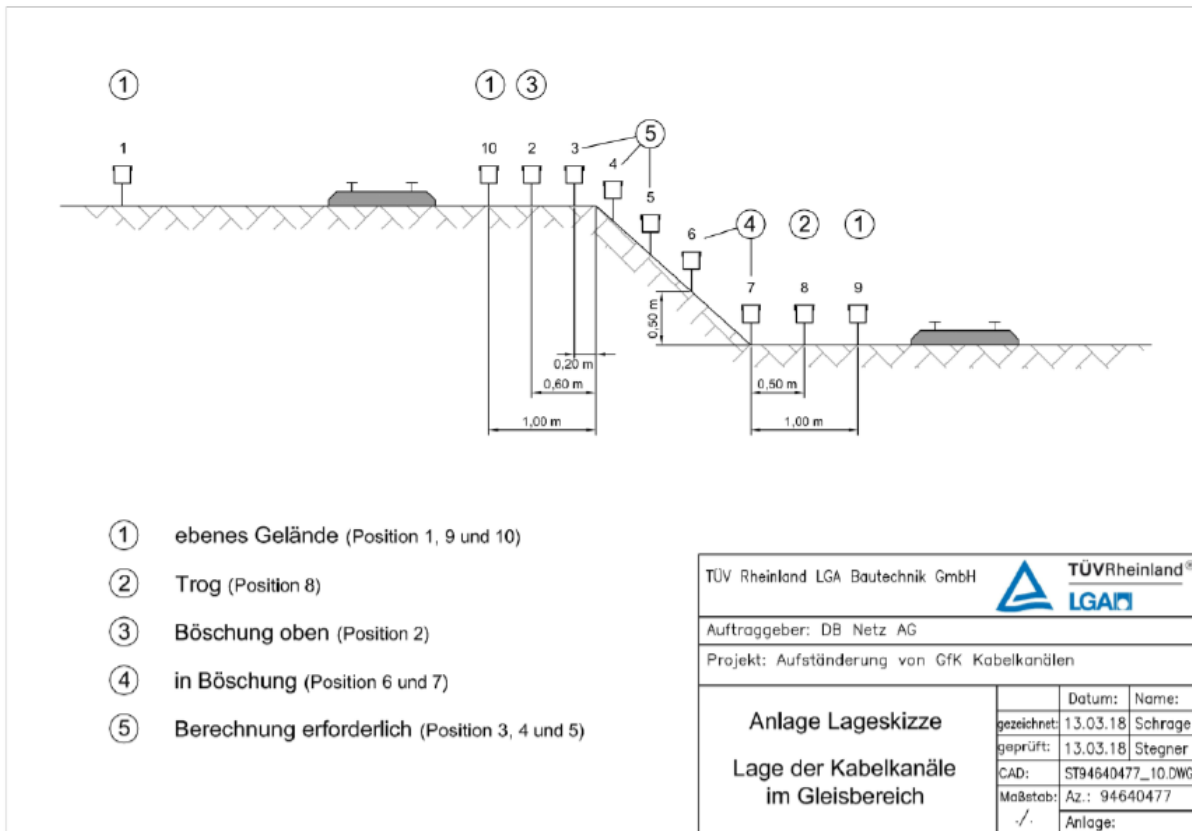 1 1 3
5
1 10 2 3
4
5
6 4 2 1
7 8 9
0,50 m
0,20 m
0,60 m 0,50 m
1,00 m 1,00 m
1 ebenes Gelände (Position 1, 9 und 10)
2 Trog (Position 8)
3 Böschung oben (Position 2)
4 in Böschung (Position 6 und 7)
5 Berechnung erforderlich (Position 3, 4 und 5)
TÜV Rheinland LGA Bautechnik GmbH
TÜVRheinland®
LGA
Auftraggeber: DB Netz AG
Projekt: Aufständerung von GfK Kabelkanälen
Anlage Lageskizze
Lage der Kabelkanäle
im Gleisbereich
Datum: Name:
gezeichnet: 13.03.18 Schrage
geprüft: 13.03.18 Stegner
CAD: ST94640477_10.DWG
Maßstab: Az.: 94640477
./. Anlage: